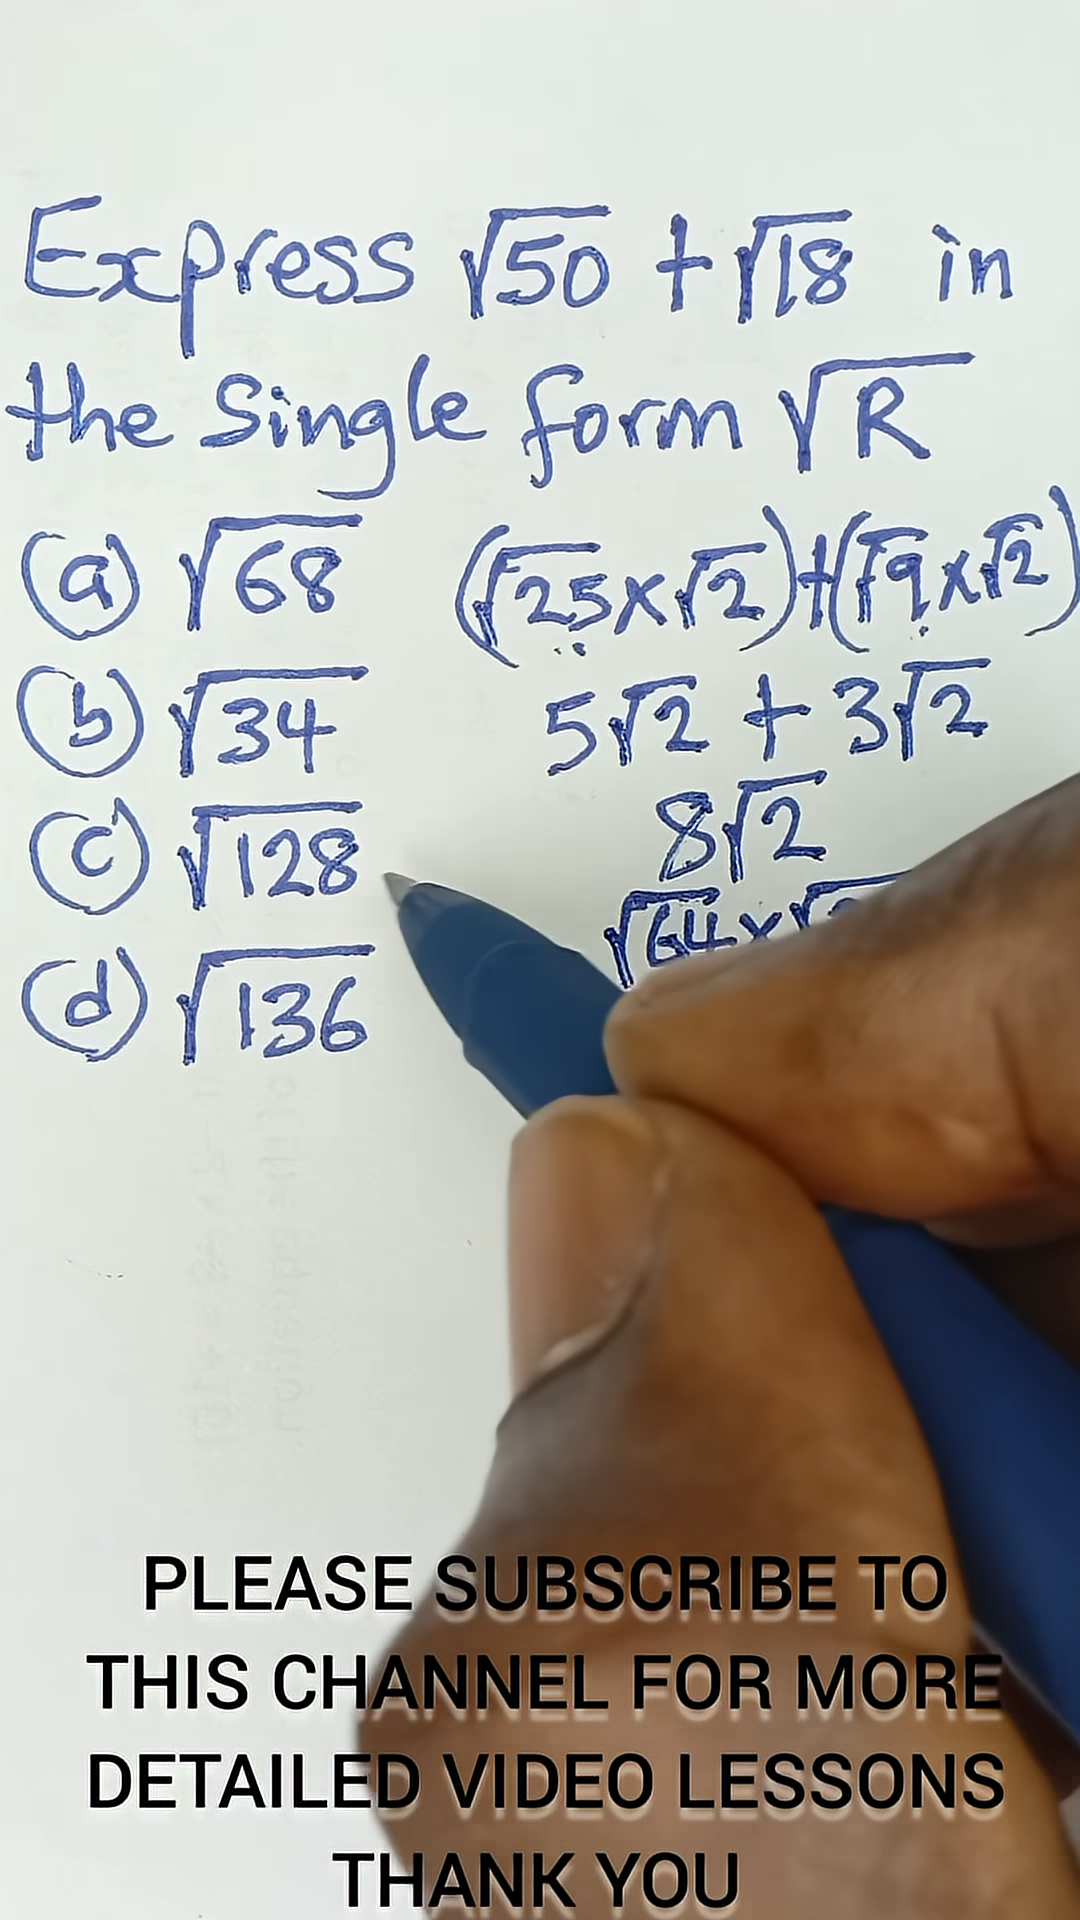 Express √50 + √18 in
the Single form √R
(a) √68
(√25×√2)+(√9×√2)
(b) √34
5√2 + 3√2
(c) √128
8√2
√64×√
(d) √136
PLEASE SUBSCRIBE TO
THIS CHANNEL FOR MORE
DETAILED VIDEO LESSONS
THANK YOU